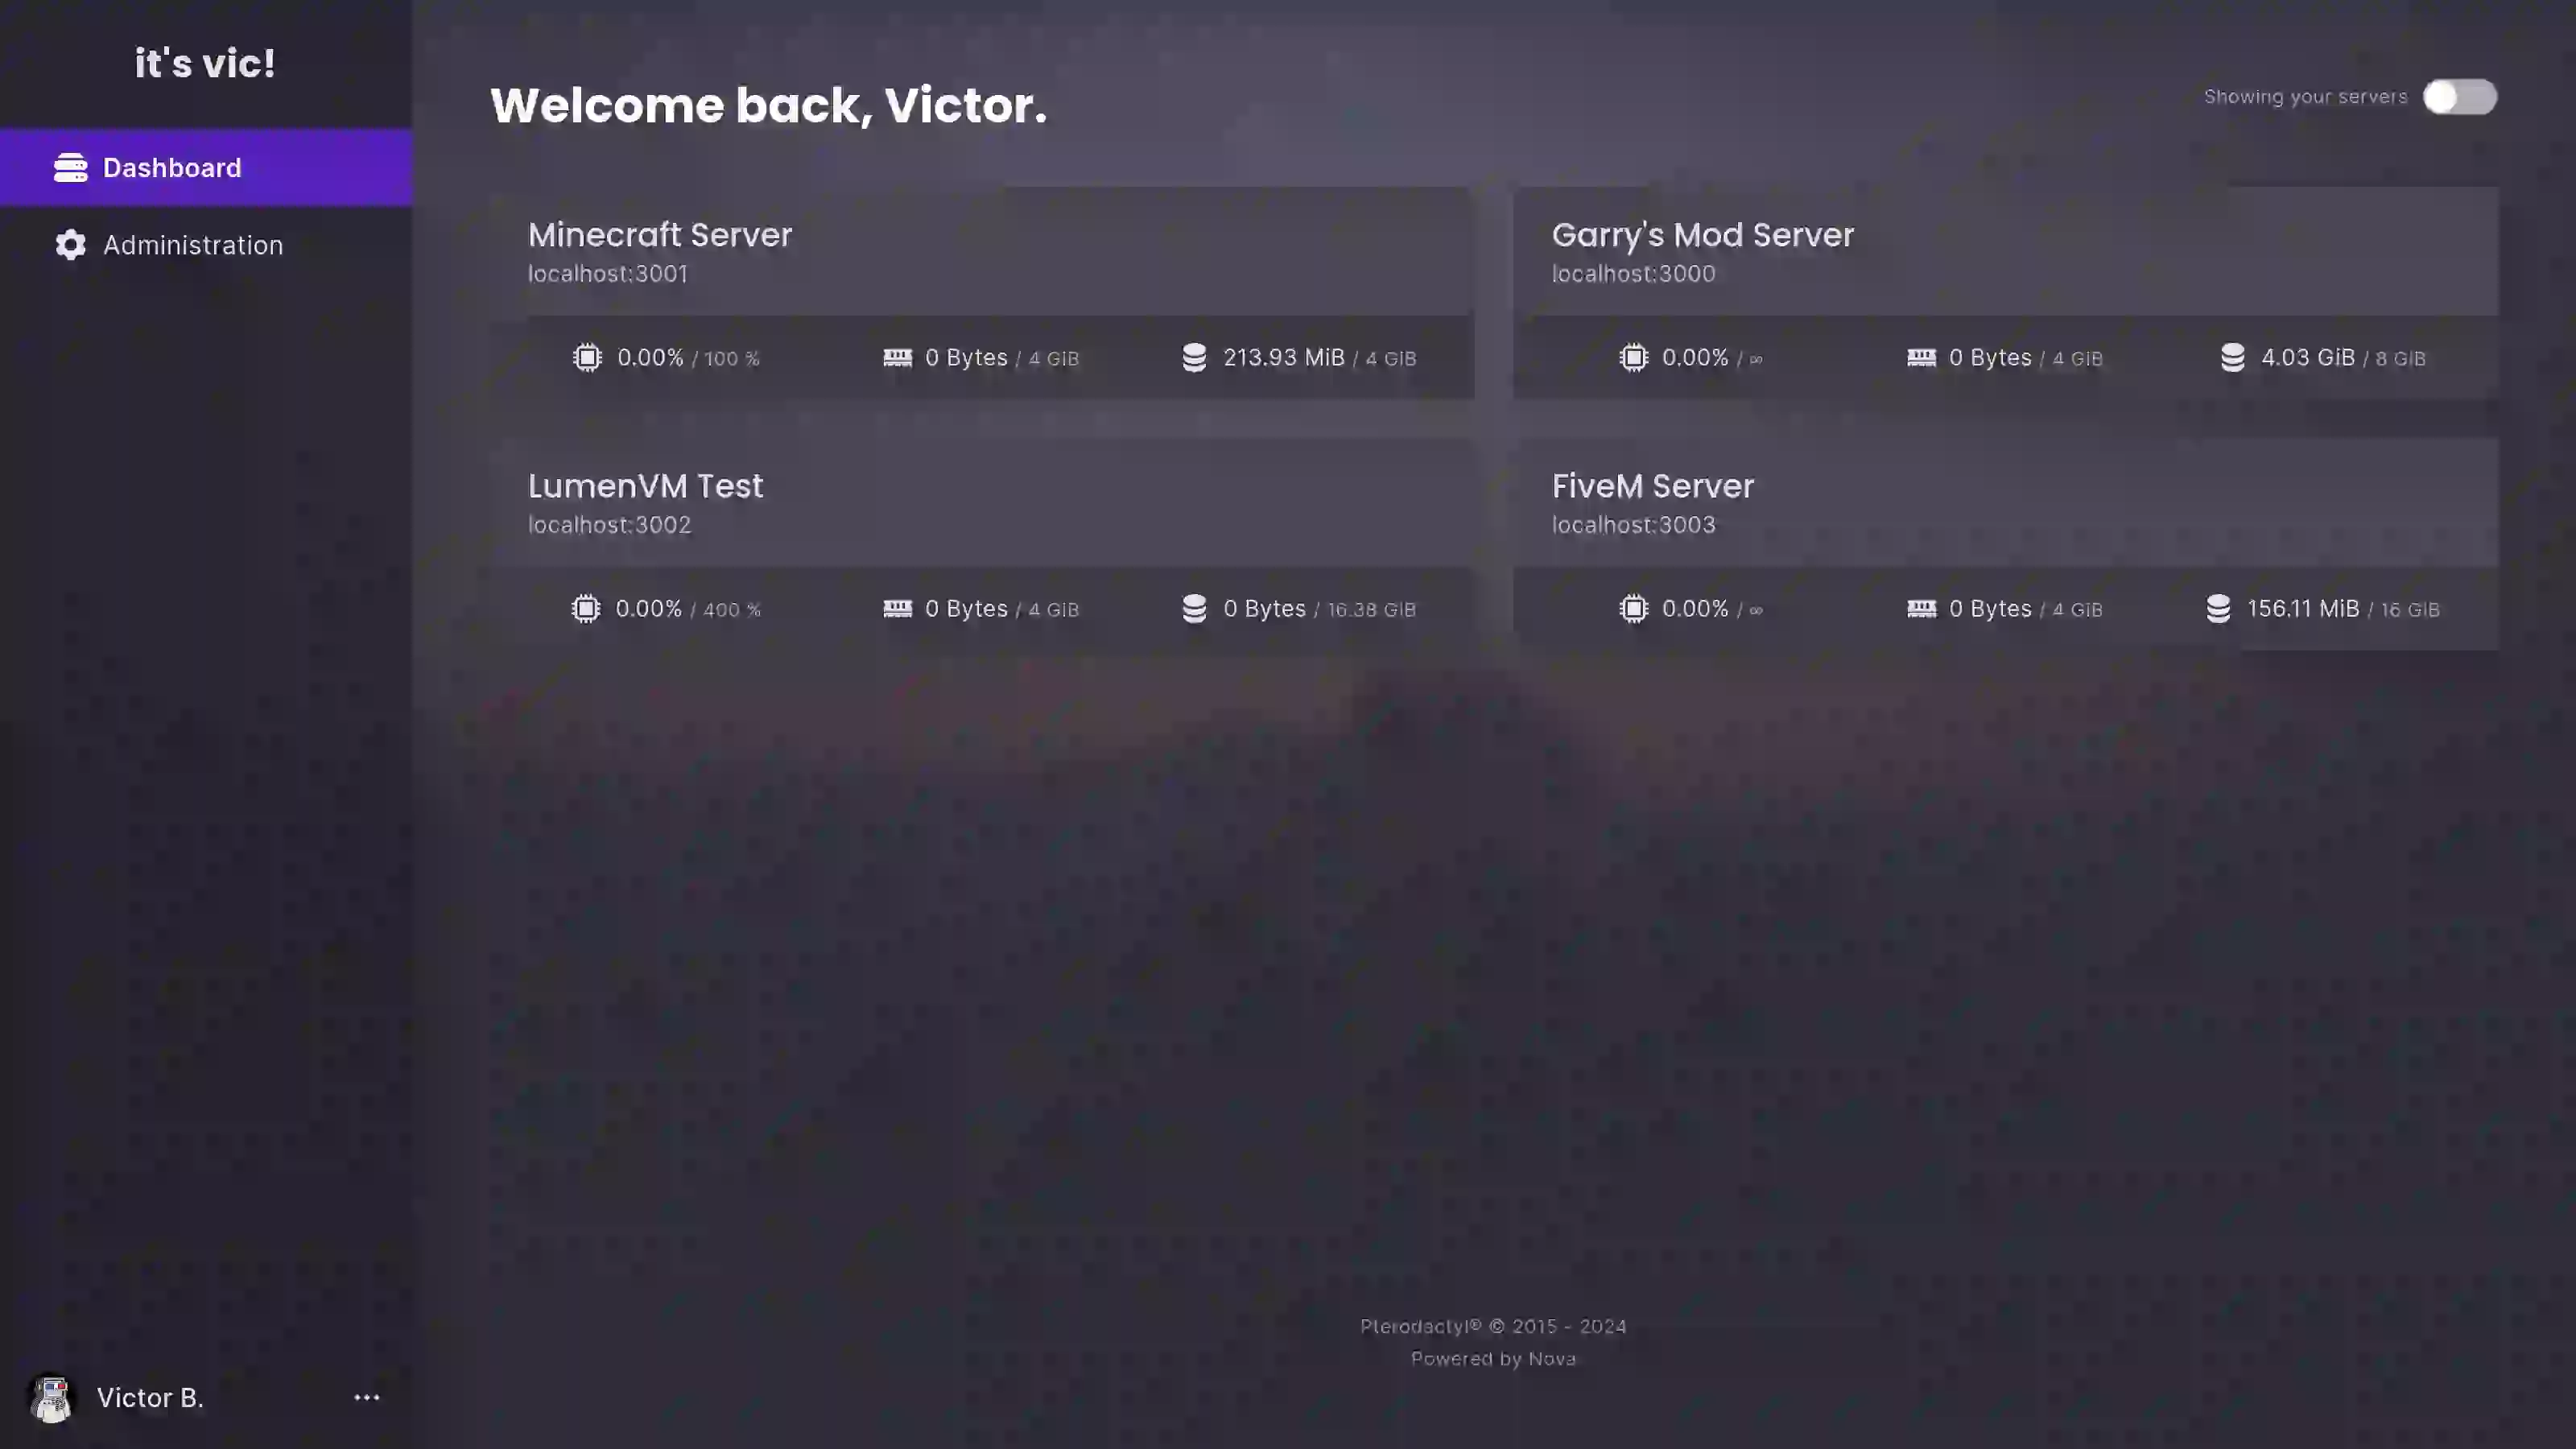 it's vic!
Dashboard
Administration
Welcome back, Victor.
Showing your servers
Minecraft Server
localhost:3001
0.00% / 100 %
0 Bytes / 4 GiB
213.93 MiB / 4 GiB
Garry's Mod Server
localhost:3000
0.00% / ∞
0 Bytes / 4 GiB
4.03 GiB / 8 GiB
LumenVM Test
localhost:3002
0.00% / 400 %
0 Bytes / 4 GiB
0 Bytes / 16.38 GiB
FiveM Server
localhost:3003
0.00% / ∞
0 Bytes / 4 GiB
156.11 MiB / 16 GiB
Pterodactyl® © 2015 - 2024
Powered by Nova
Victor B.